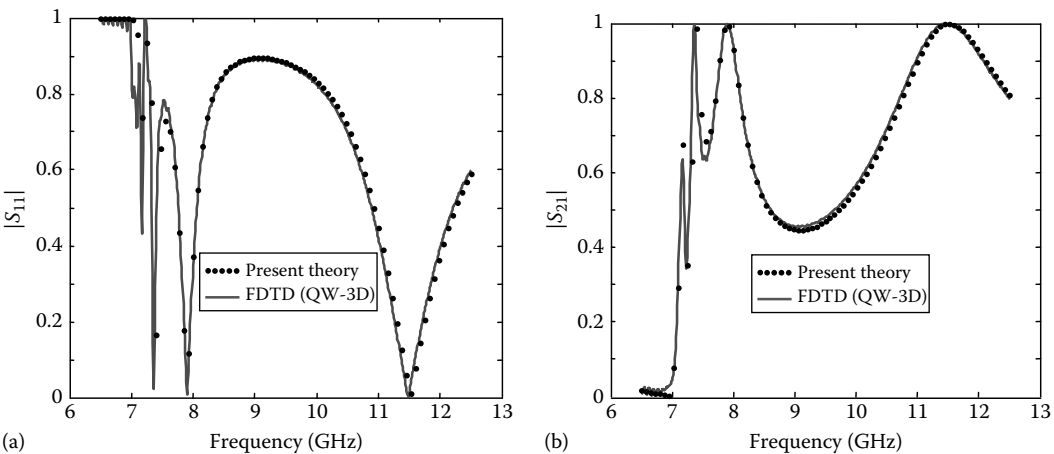 1
0.8
0.6
0.4
0.2
0
|S11|
Present theory
FDTD (QW-3D)
6 7 8 9 10 11 12 13
(a) Frequency (GHz)
1
0.8
0.6
0.4
0.2
0
|S21|
Present theory
FDTD (QW-3D)
6 7 8 9 10 11 12 13
(b) Frequency (GHz)